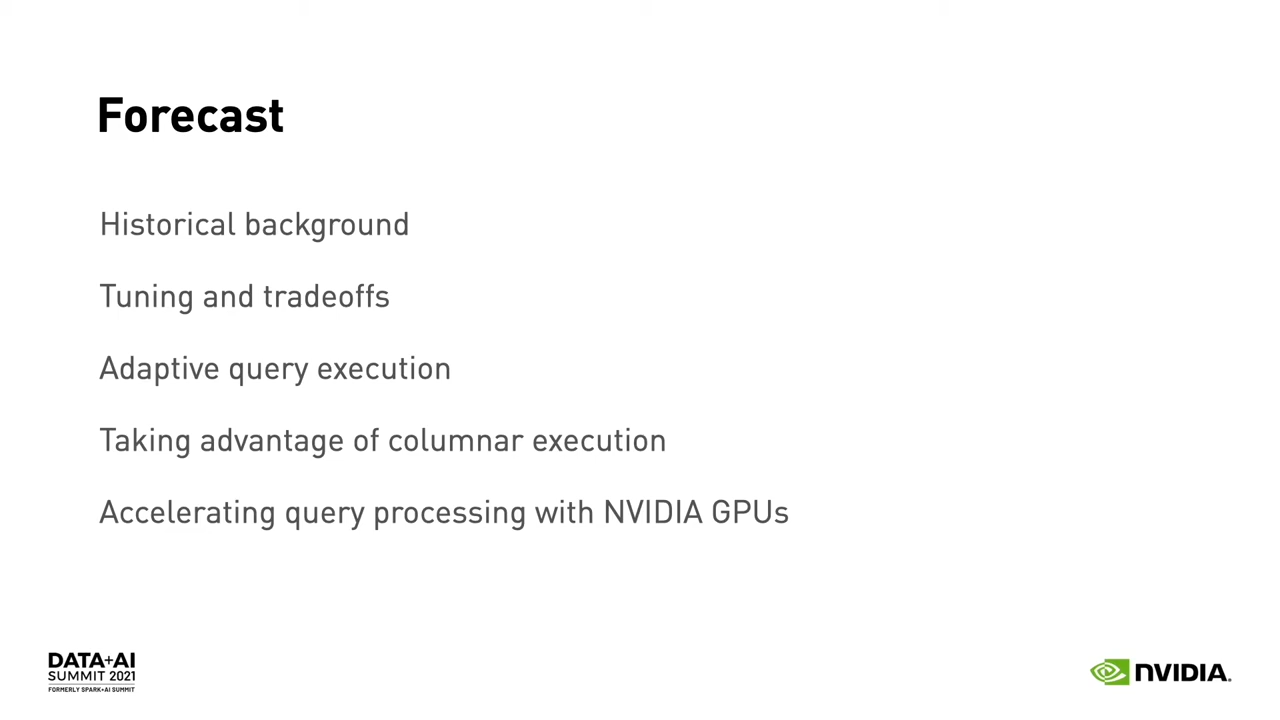 Forecast
Historical background
Tuning and tradeoffs
Adaptive query execution
Taking advantage of columnar execution
Accelerating query processing with NVIDIA GPUs
DATA+AI
SUMMIT 2021
FORMERLY SPARK+AI SUMMIT
NVIDIA.